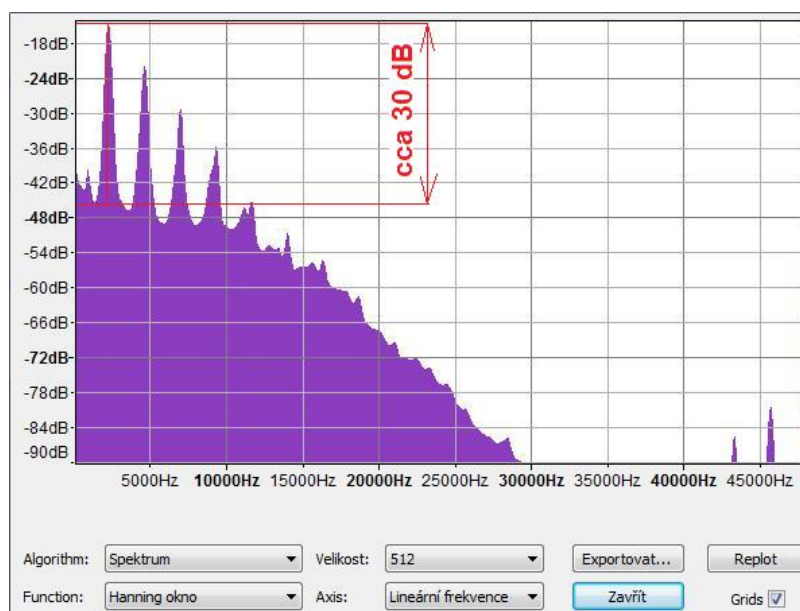 -18dB
-24dB
-30dB
-36dB
-42dB
-48dB
-54dB
-60dB
-66dB
-72dB
-78dB
-84dB
-90dB
cca 30 dB
5000Hz 10000Hz 15000Hz 20000Hz 25000Hz 30000Hz 35000Hz 40000Hz 45000Hz
Algorithm: Spektrum Velikost: 512 Exportovat... Replot
Function: Hanning okno Axis: Lineární frekvence Zavřít Grids